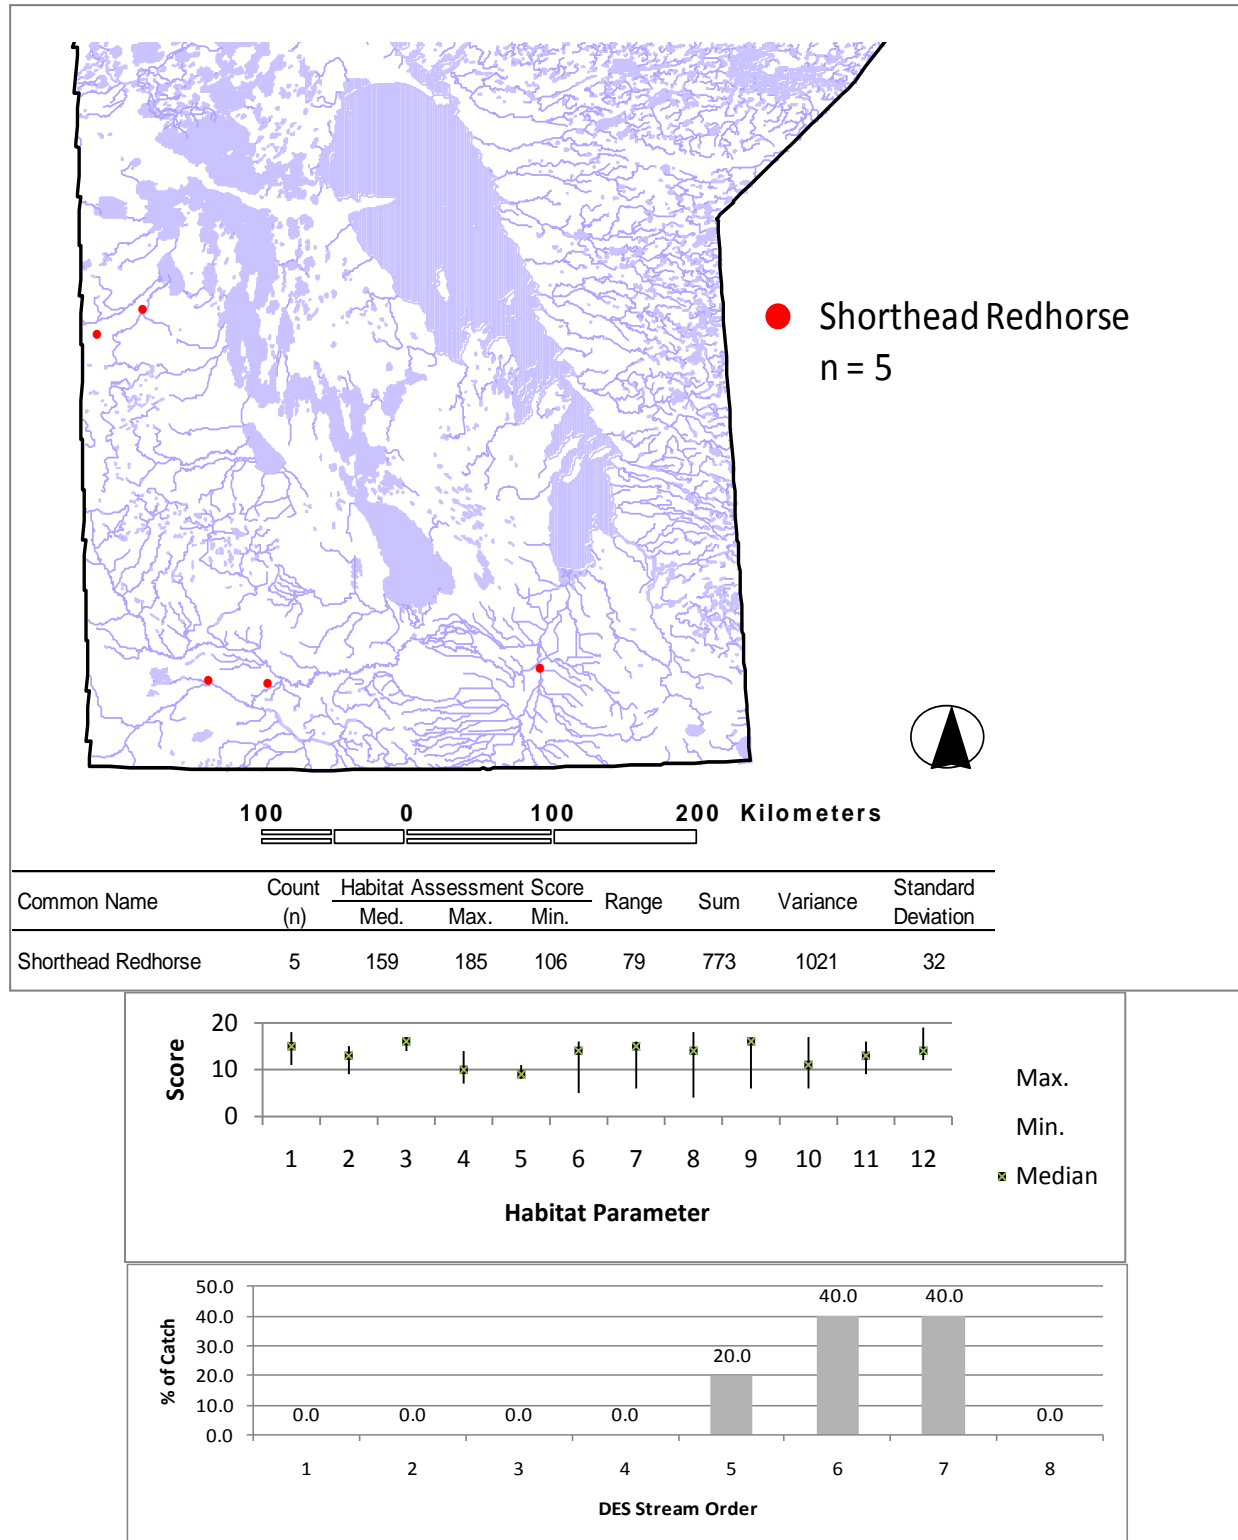 Shorthead Redhorse
n = 5
100 0 100 200 Kilometers
Common Name Count (n) Habitat Assessment Score Med. Max. Min. Range Sum Variance Standard Deviation
Shorthead Redhorse 5 159 185 106 79 773 1021 32
20
10
0
Score
1 2 3 4 5 6 7 8 9 10 11 12
Habitat Parameter
Max.
Min.
Median
50.0
40.0
30.0
20.0
10.0
0.0
% of Catch
0.0 0.0 0.0 0.0 20.0 40.0 40.0 0.0
1 2 3 4 5 6 7 8
DES Stream Order